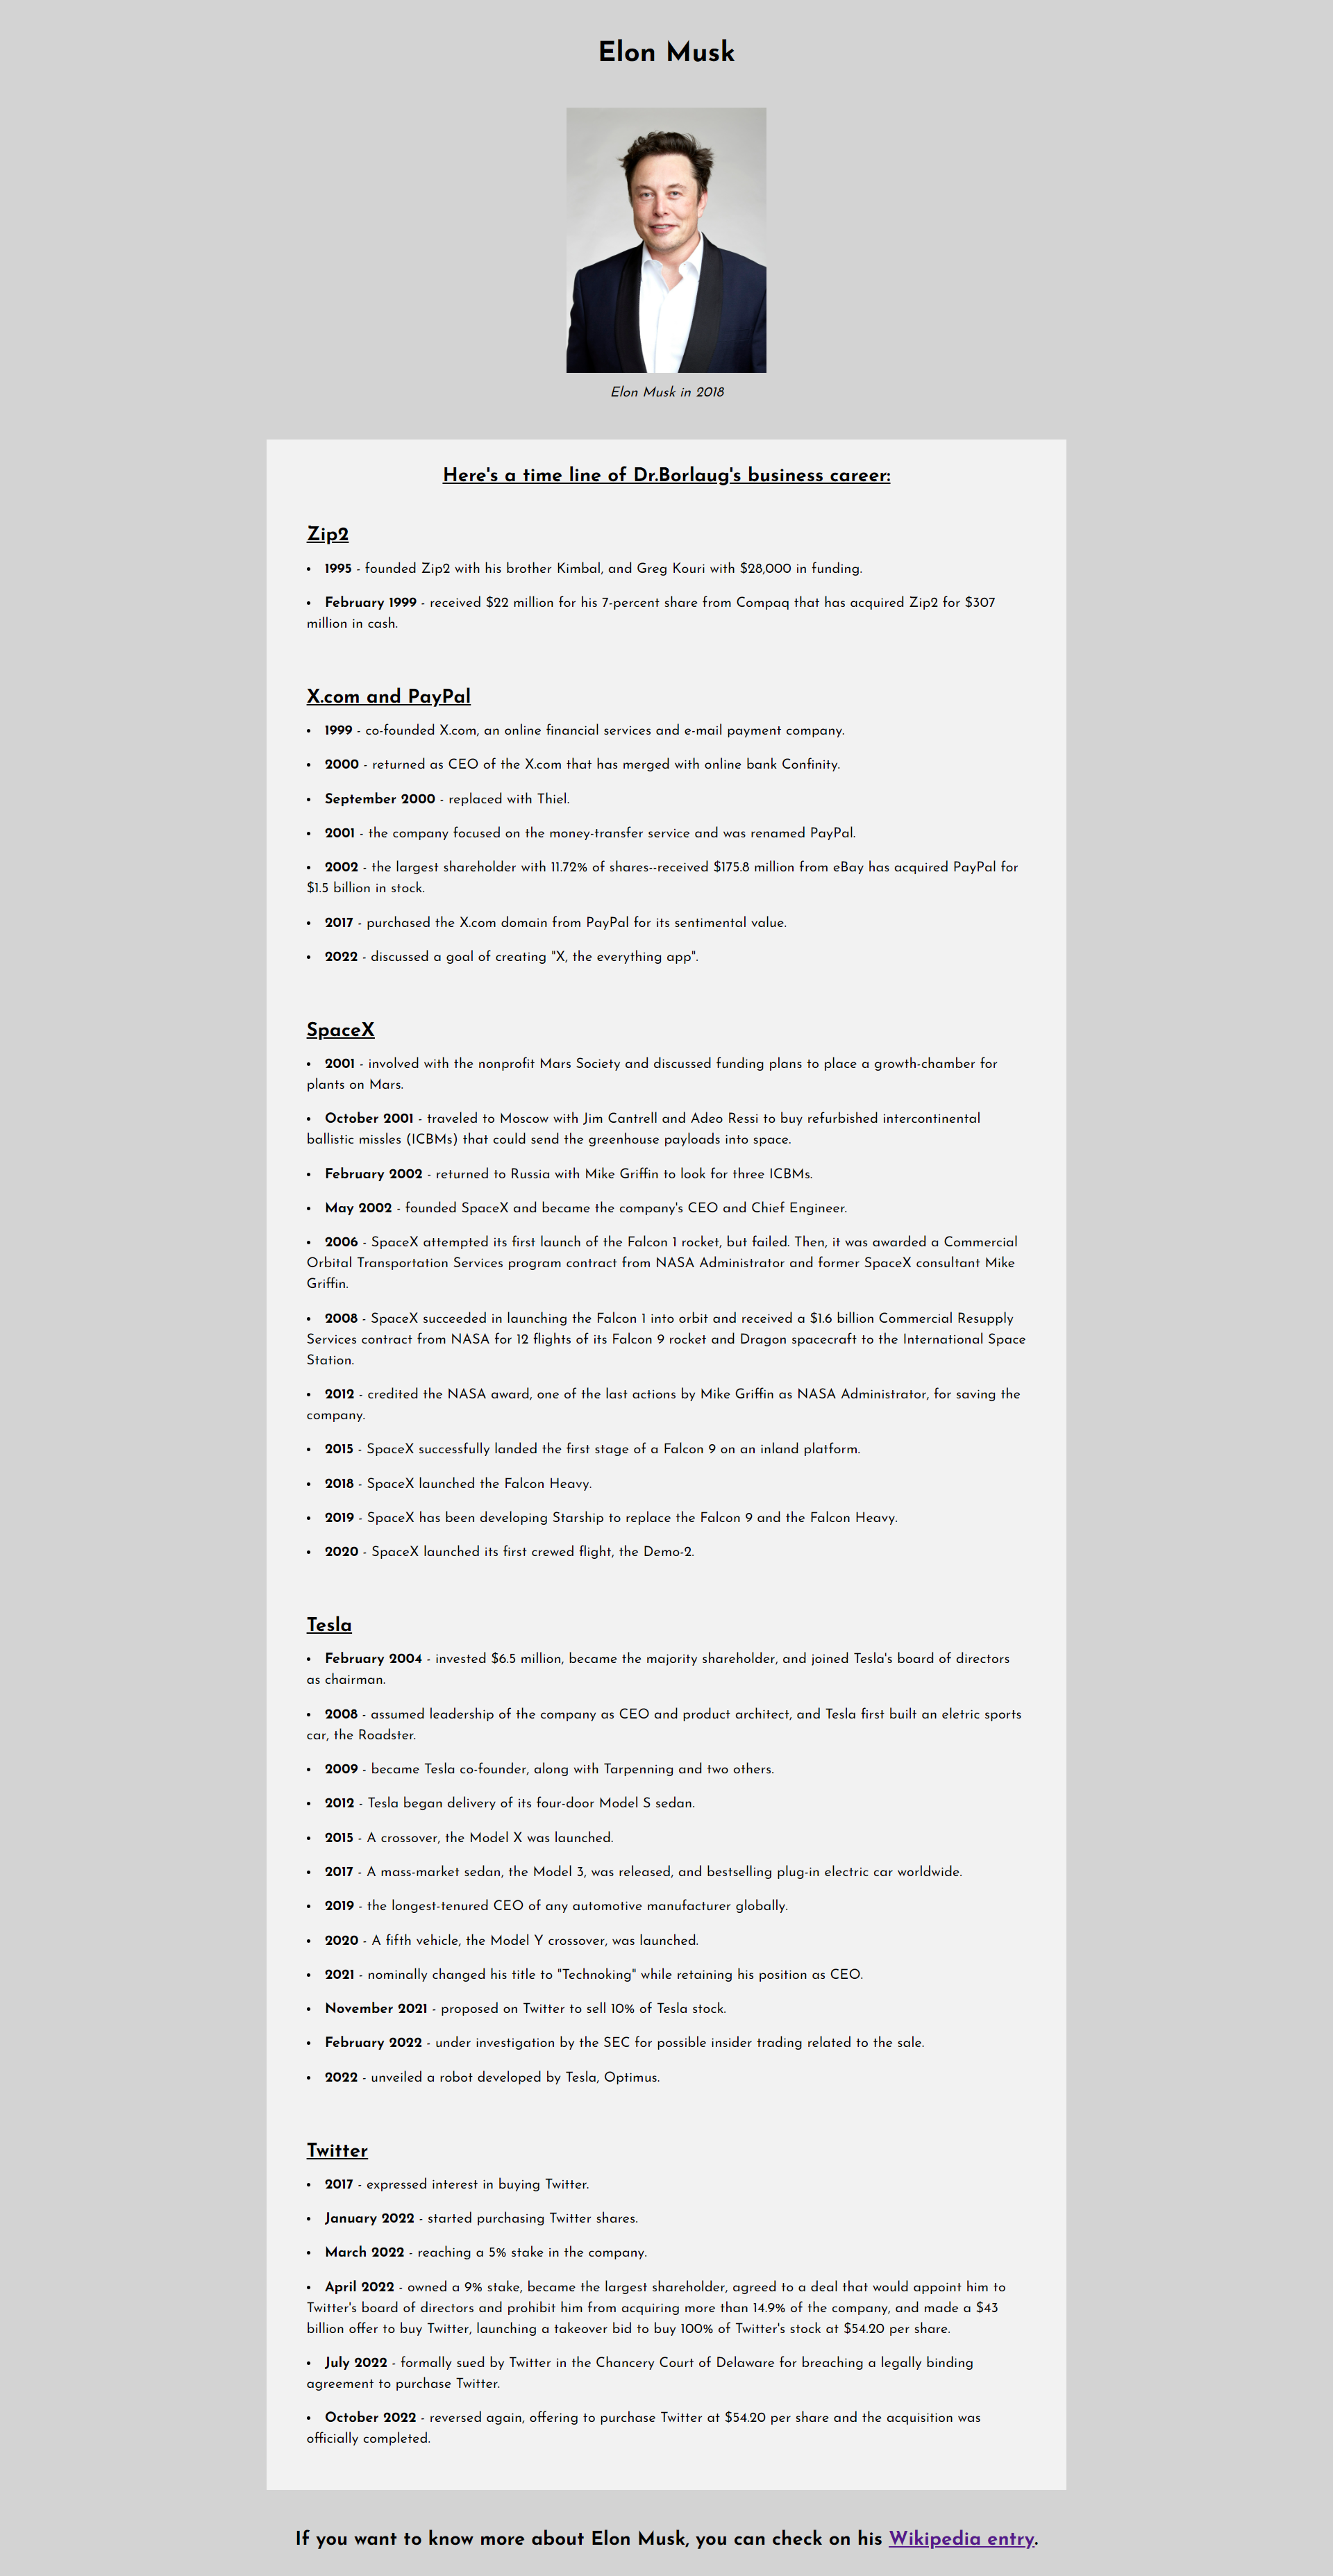 Elon Musk
Elon Musk in 2018
Here's a time line of Dr.Borlaug's business career:
Zip2
• 1995 - founded Zip2 with his brother Kimbal, and Greg Kouri with $28,000 in funding.
• February 1999 - received $22 million for his 7-percent share from Compaq that has acquired Zip2 for $307
million in cash.
X.com and PayPal
• 1999 - co-founded X.com, an online financial services and e-mail payment company.
• 2000 - returned as CEO of the X.com that has merged with online bank Confinity.
• September 2000 - replaced with Thiel.
• 2001 - the company focused on the money-transfer service and was renamed PayPal.
• 2002 - the largest shareholder with 11.72% of shares--received $175.8 million from eBay has acquired PayPal for
$1.5 billion in stock.
• 2017 - purchased the X.com domain from PayPal for its sentimental value.
• 2022 - discussed a goal of creating "X, the everything app".
SpaceX
• 2001 - involved with the nonprofit Mars Society and discussed funding plans to place a growth-chamber for
plants on Mars.
• October 2001 - traveled to Moscow with Jim Cantrell and Adeo Ressi to buy refurbished intercontinental
ballistic missles (ICBMs) that could send the greenhouse payloads into space.
• February 2002 - returned to Russia with Mike Griffin to look for three ICBMs.
• May 2002 - founded SpaceX and became the company's CEO and Chief Engineer.
• 2006 - SpaceX attempted its first launch of the Falcon 1 rocket, but failed. Then, it was awarded a Commercial
Orbital Transportation Services program contract from NASA Administrator and former SpaceX consultant Mike
Griffin.
• 2008 - SpaceX succeeded in launching the Falcon 1 into orbit and received a $1.6 billion Commercial Resupply
Services contract from NASA for 12 flights of its Falcon 9 rocket and Dragon spacecraft to the International Space
Station.
• 2012 - credited the NASA award, one of the last actions by Mike Griffin as NASA Administrator, for saving the
company.
• 2015 - SpaceX successfully landed the first stage of a Falcon 9 on an inland platform.
• 2018 - SpaceX launched the Falcon Heavy.
• 2019 - SpaceX has been developing Starship to replace the Falcon 9 and the Falcon Heavy.
• 2020 - SpaceX launched its first crewed flight, the Demo-2.
Tesla
• February 2004 - invested $6.5 million, became the majority shareholder, and joined Tesla's board of directors
as chairman.
• 2008 - assumed leadership of the company as CEO and product architect, and Tesla first built an eletric sports
car, the Roadster.
• 2009 - became Tesla co-founder, along with Tarpenning and two others.
• 2012 - Tesla began delivery of its four-door Model S sedan.
• 2015 - A crossover, the Model X was launched.
• 2017 - A mass-market sedan, the Model 3, was released, and bestselling plug-in electric car worldwide.
• 2019 - the longest-tenured CEO of any automotive manufacturer globally.
• 2020 - A fifth vehicle, the Model Y crossover, was launched.
• 2021 - nominally changed his title to "Technoking" while retaining his position as CEO.
• November 2021 - proposed on Twitter to sell 10% of Tesla stock.
• February 2022 - under investigation by the SEC for possible insider trading related to the sale.
• 2022 - unveiled a robot developed by Tesla, Optimus.
Twitter
• 2017 - expressed interest in buying Twitter.
• January 2022 - started purchasing Twitter shares.
• March 2022 - reaching a 5% stake in the company.
• April 2022 - owned a 9% stake, became the largest shareholder, agreed to a deal that would appoint him to
Twitter's board of directors and prohibit him from acquiring more than 14.9% of the company, and made a $43
billion offer to buy Twitter, launching a takeover bid to buy 100% of Twitter's stock at $54.20 per share.
• July 2022 - formally sued by Twitter in the Chancery Court of Delaware for breaching a legally binding
agreement to purchase Twitter.
• October 2022 - reversed again, offering to purchase Twitter at $54.20 per share and the acquisition was
officially completed.
If you want to know more about Elon Musk, you can check on his Wikipedia entry.